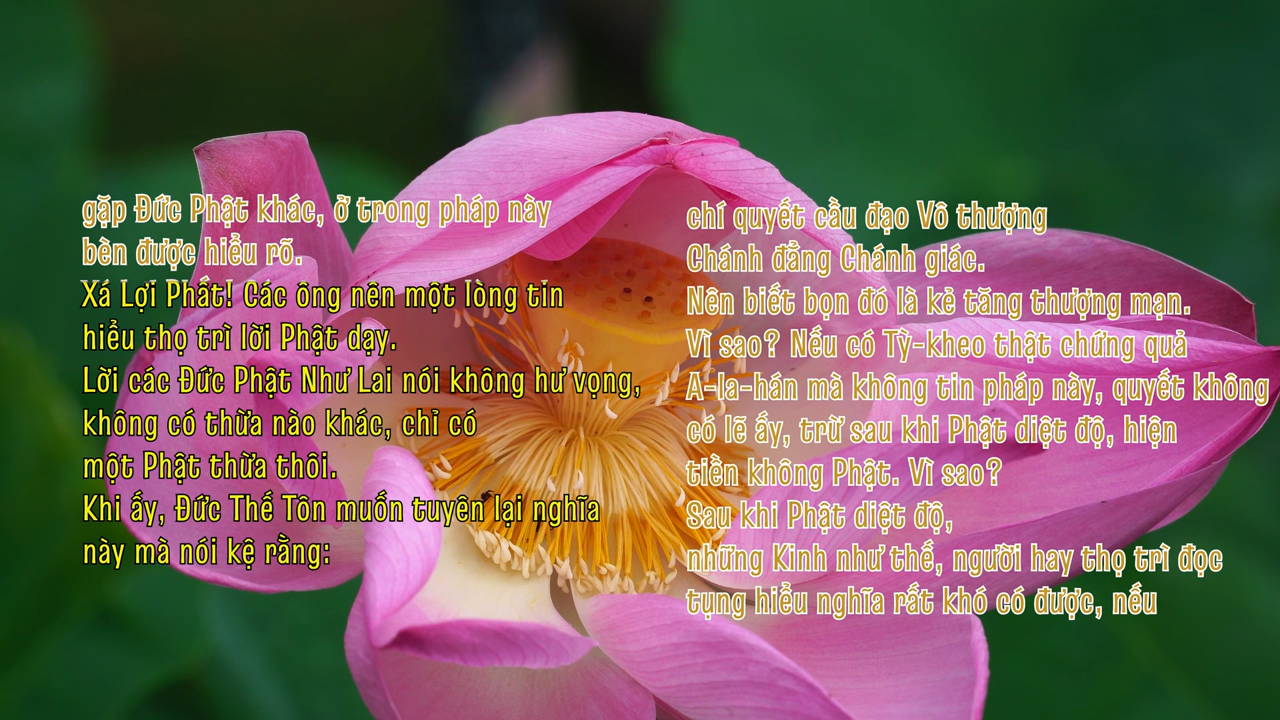 gặp Đức Phật khác, ở trong pháp này
bèn được hiểu rõ.
Xá Lợi Phất! Các ông nên một lòng tin
hiểu thọ trì lời Phật dạy.
Lời các Đức Phật Như Lai nói không hư vọng,
không có thừa nào khác, chỉ có
một Phật thừa thôi.
Khi ấy, Đức Thế Tôn muốn tuyên lại nghĩa
này mà nói kệ rằng:
chí quyết cầu đạo Vô thượng
Chánh đẳng Chánh giác.
Nên biết bọn đó là kẻ tăng thượng mạn.
Vì sao? Nếu có Tỳ-kheo thật chứng quả
A-la-hán mà không tin pháp này, quyết không
có lẽ ấy, trừ sau khi Phật diệt độ, hiện
tiền không Phật. Vì sao?
Sau khi Phật diệt độ,
những Kinh như thế, người hay thọ trì đọc
tụng hiểu nghĩa rất khó có được, nếu